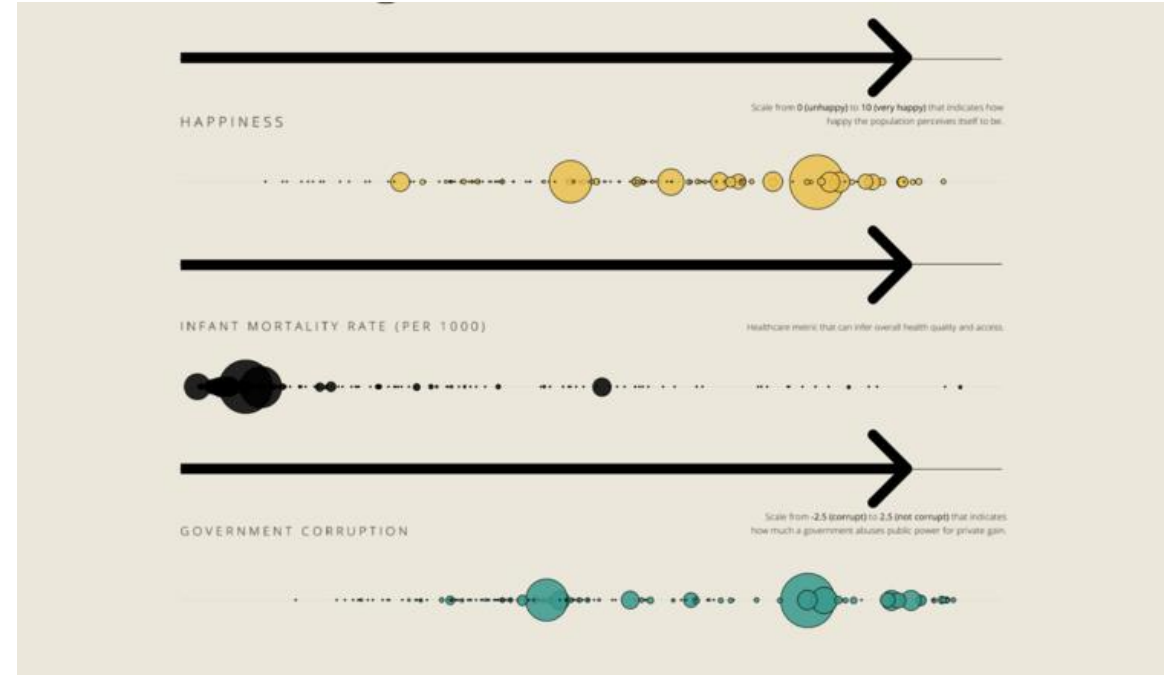 HAPPINESS
Scale from 0 (unhappy) to 10 (very happy) that indicates how
happy the population perceives itself to be.
INFANT MORTALITY RATE (PER 1000)
Healthcare metric that can infer overall health quality and access.
GOVERNMENT CORRUPTION
Scale from -2.5 (corrupt) to 2.5 (not corrupt) that indicates
how much a government abuses public power for private gain.